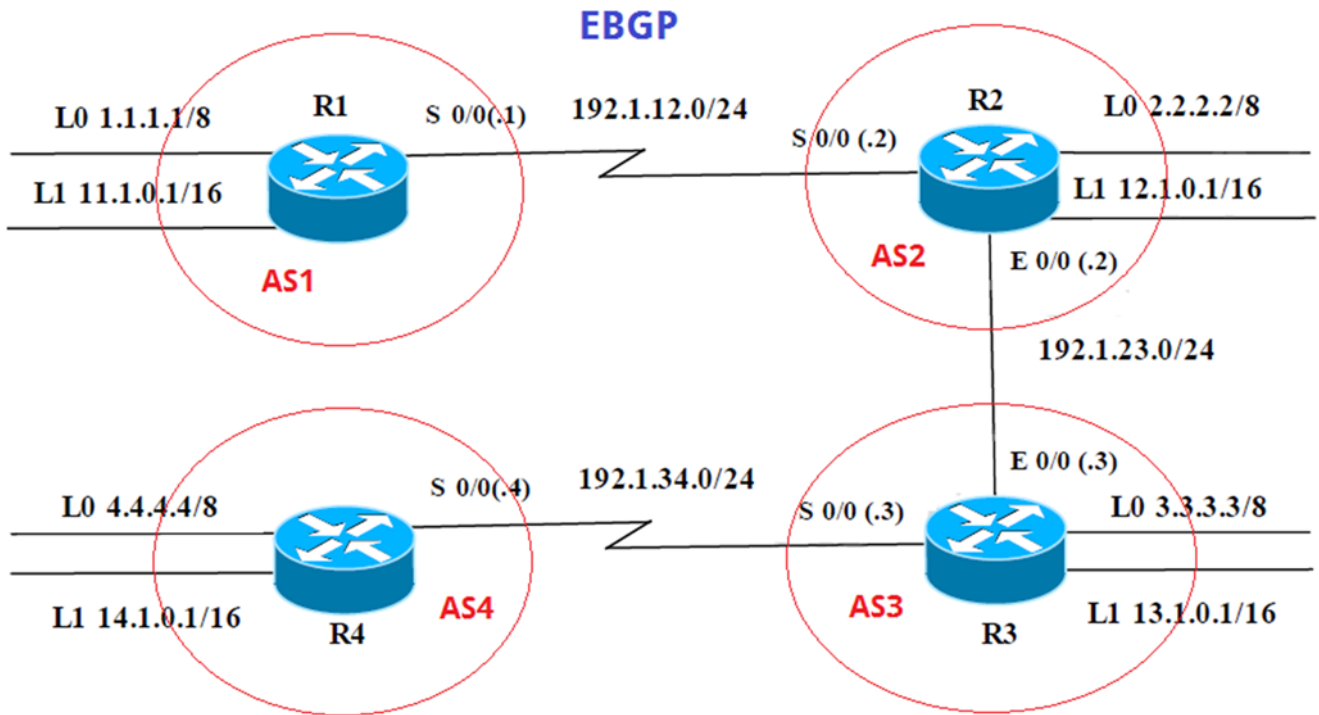 EBGP
R1
L0 1.1.1.1/8
S 0/0(.1)
L1 11.1.0.1/16
AS1
192.1.12.0/24
R2
L0 2.2.2.2/8
S 0/0 (.2)
L1 12.1.0.1/16
AS2
E 0/0 (.2)
192.1.23.0/24
L0 4.4.4.4/8
S 0/0(.4)
192.1.34.0/24
L1 14.1.0.1/16
AS4
R4
E 0/0 (.3)
S 0/0 (.3)
L0 3.3.3.3/8
AS3
R3
L1 13.1.0.1/16